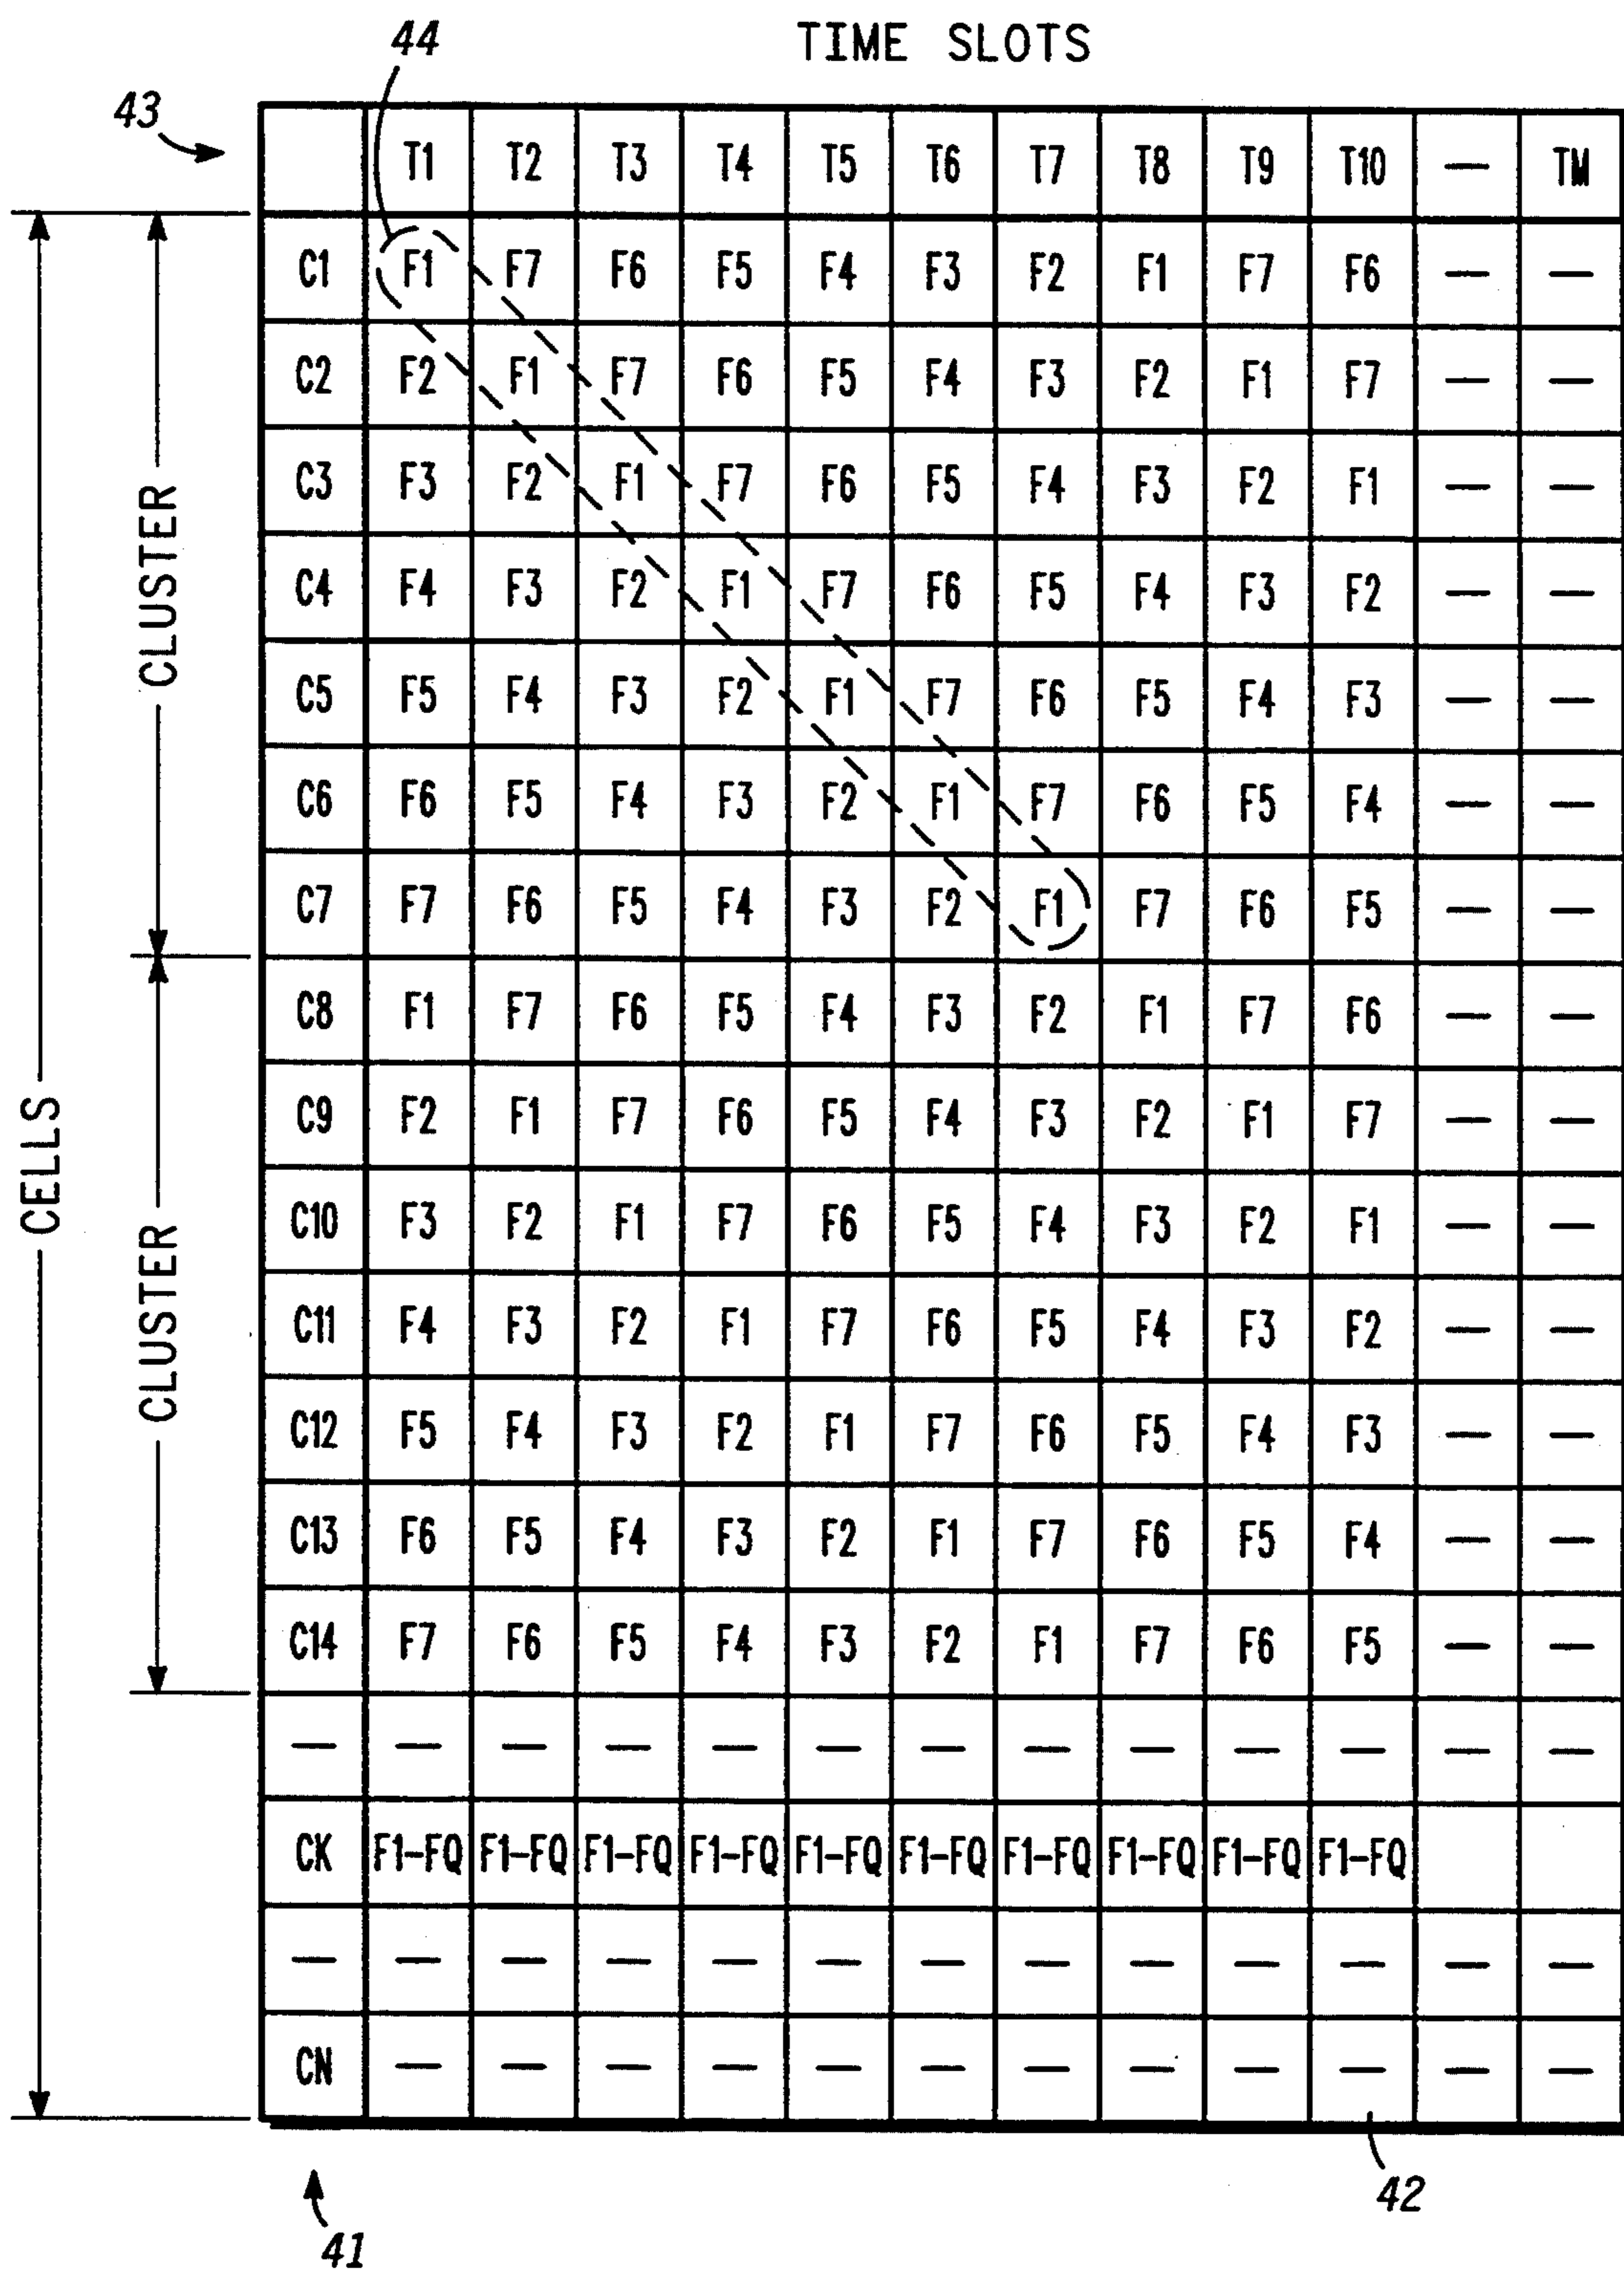 44
TIME SLOTS
43
T1 T2 T3 T4 T5 T6 T7 T8 T9 T10 — TM
C1 F1 F7 F6 F5 F4 F3 F2 F1 F7 F6 — —
C2 F2 F1 F7 F6 F5 F4 F3 F2 F1 F7 — —
C3 F3 F2 F1 F7 F6 F5 F4 F3 F2 F1 — —
C4 F4 F3 F2 F1 F7 F6 F5 F4 F3 F2 — —
C5 F5 F4 F3 F2 F1 F7 F6 F5 F4 F3 — —
C6 F6 F5 F4 F3 F2 F1 F7 F6 F5 F4 — —
C7 F7 F6 F5 F4 F3 F2 F1 F7 F6 F5 — —
C8 F1 F7 F6 F5 F4 F3 F2 F1 F7 F6 — —
C9 F2 F1 F7 F6 F5 F4 F3 F2 F1 F7 — —
C10 F3 F2 F1 F7 F6 F5 F4 F3 F2 F1 — —
C11 F4 F3 F2 F1 F7 F6 F5 F4 F3 F2 — —
C12 F5 F4 F3 F2 F1 F7 F6 F5 F4 F3 — —
C13 F6 F5 F4 F3 F2 F1 F7 F6 F5 F4 — —
C14 F7 F6 F5 F4 F3 F2 F1 F7 F6 F5 — —
— — — — — — — — — — — — —
CK F1-FQ F1-FQ F1-FQ F1-FQ F1-FQ F1-FQ F1-FQ F1-FQ F1-FQ F1-FQ
— — — — — — — — — — — — —
CN — — — — — — — — — — — —
CLUSTER
CLUSTER
CELLS
42
41